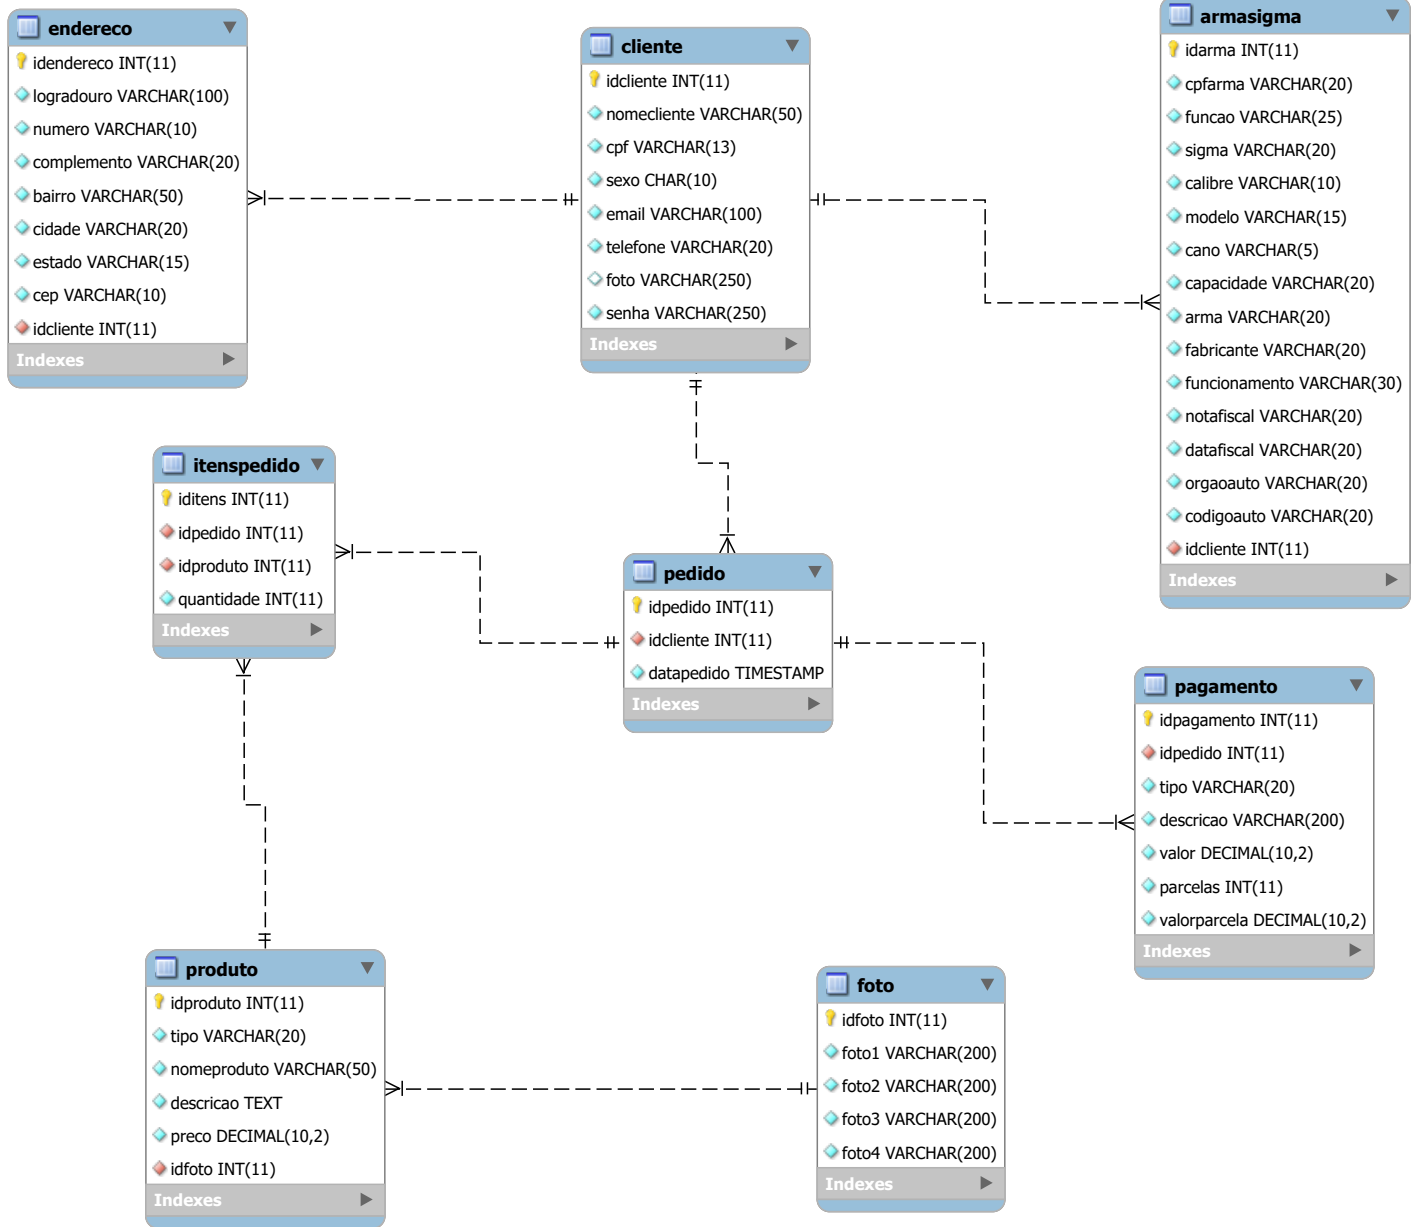 endereco
idendereco INT(11)
logradouro VARCHAR(100)
numero VARCHAR(10)
complemento VARCHAR(20)
bairro VARCHAR(50)
cidade VARCHAR(20)
estado VARCHAR(15)
cep VARCHAR(10)
idcliente INT(11)
Indexes
cliente
idcliente INT(11)
nomecliente VARCHAR(50)
cpf VARCHAR(13)
sexo CHAR(10)
email VARCHAR(100)
telefone VARCHAR(20)
foto VARCHAR(250)
senha VARCHAR(250)
Indexes
armasigma
idarma INT(11)
cpfarma VARCHAR(20)
funcao VARCHAR(25)
sigma VARCHAR(20)
calibre VARCHAR(10)
modelo VARCHAR(15)
cano VARCHAR(5)
capacidade VARCHAR(20)
arma VARCHAR(20)
fabricante VARCHAR(20)
funcionamento VARCHAR(30)
notafiscal VARCHAR(20)
datafiscal VARCHAR(20)
orgaoauto VARCHAR(20)
codigoauto VARCHAR(20)
idcliente INT(11)
Indexes
itenspedido
iditens INT(11)
idpedido INT(11)
idproduto INT(11)
quantidade INT(11)
Indexes
pedido
idpedido INT(11)
idcliente INT(11)
datapedido TIMESTAMP
Indexes
pagamento
idpagamento INT(11)
idpedido INT(11)
tipo VARCHAR(20)
descricao VARCHAR(200)
valor DECIMAL(10,2)
parcelas INT(11)
valorparcela DECIMAL(10,2)
Indexes
produto
idproduto INT(11)
tipo VARCHAR(20)
nomeproduto VARCHAR(50)
descricao TEXT
preco DECIMAL(10,2)
idfoto INT(11)
Indexes
foto
idfoto INT(11)
foto1 VARCHAR(200)
foto2 VARCHAR(200)
foto3 VARCHAR(200)
foto4 VARCHAR(200)
Indexes